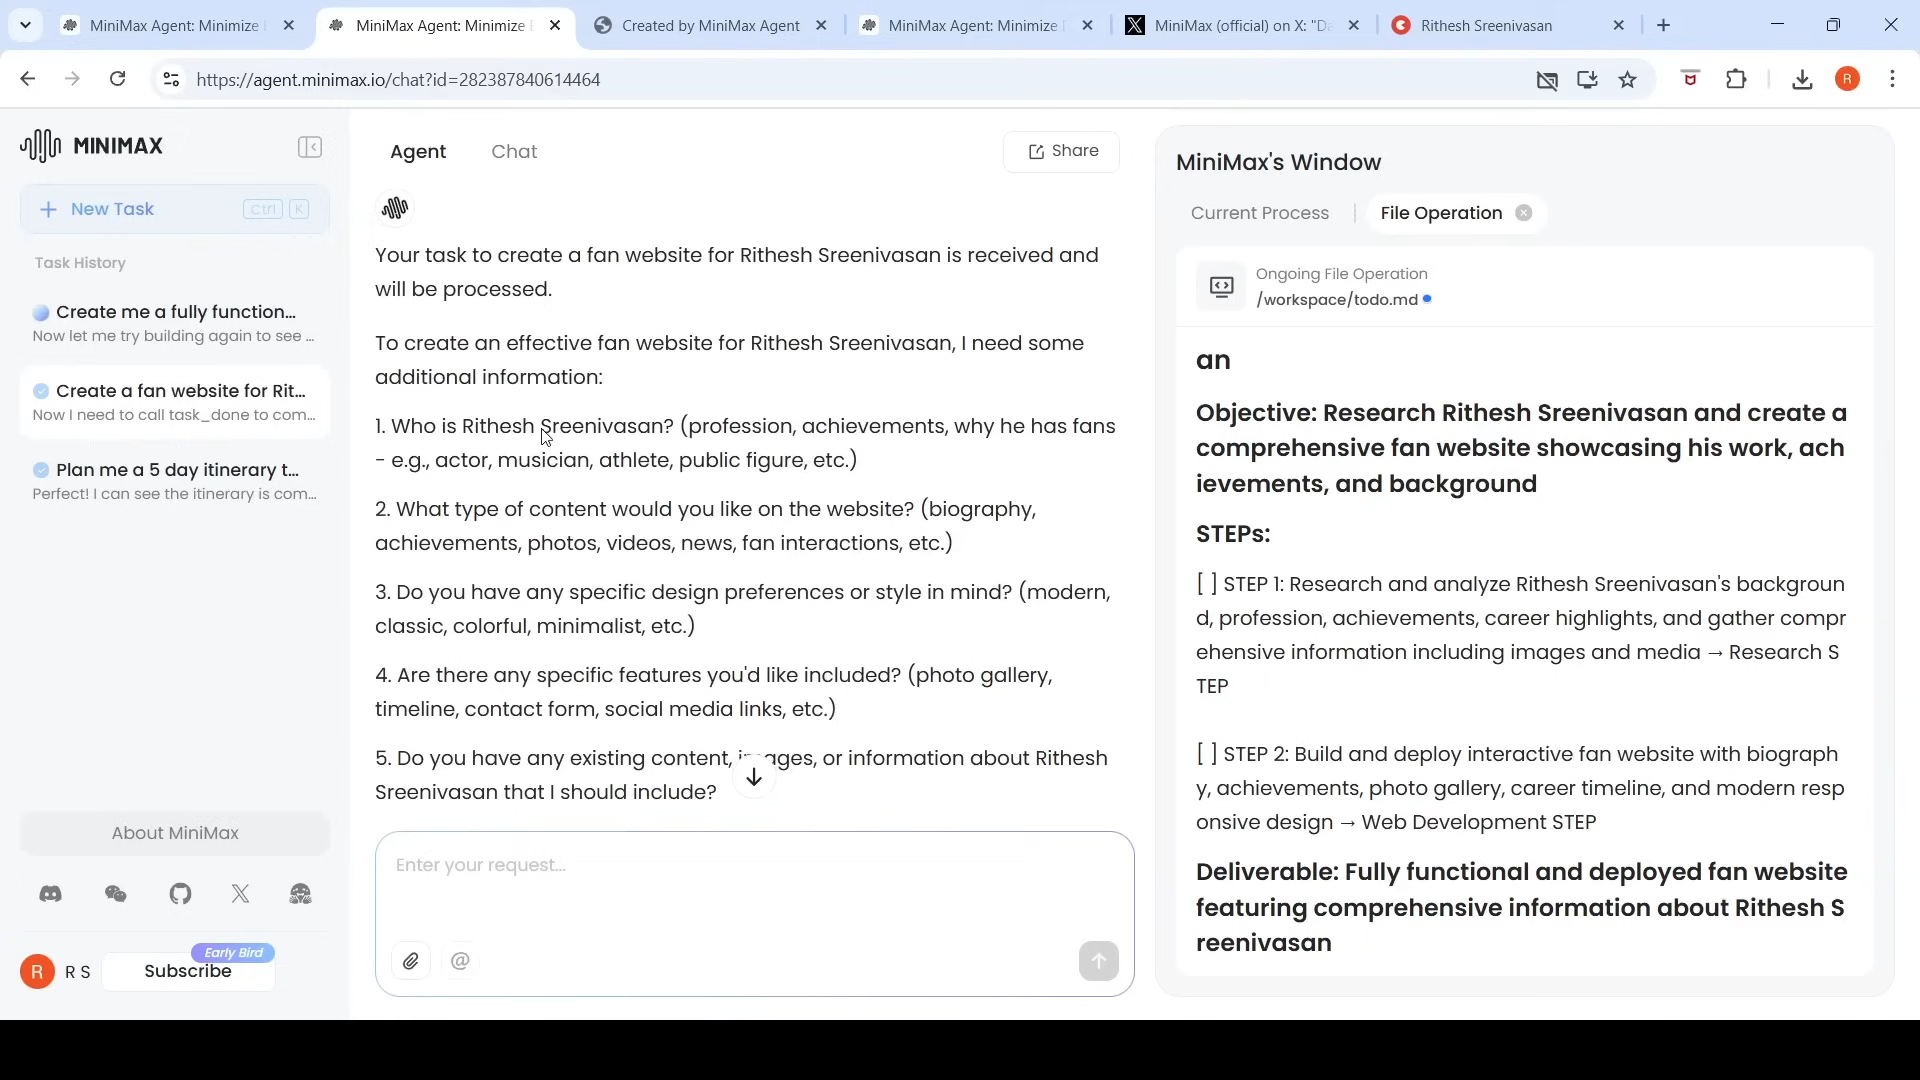 MiniMax Agent: Minimize
MiniMax Agent: Minimize
Created by MiniMax Agent
MiniMax Agent: Minimize
MiniMax (official) on X: "Da
Rithesh Sreenivasan
https://agent.minimax.io/chat?id=282387840614464
R
MINIMAX
New Task
Ctrl K
Task History
Create me a fully function...
Now let me try building again to see ...
Create a fan website for Rit...
Now I need to call task_done to com...
Plan me a 5 day itinerary t...
Perfect! I can see the itinerary is com...
About MiniMax
Early Bird
R
R S
Subscribe
Agent
Chat
Share
Your task to create a fan website for Rithesh Sreenivasan is received and
will be processed.
To create an effective fan website for Rithesh Sreenivasan, I need some
additional information:
1. Who is Rithesh Sreenivasan? (profession, achievements, why he has fans
- e.g., actor, musician, athlete, public figure, etc.)
2. What type of content would you like on the website? (biography,
achievements, photos, videos, news, fan interactions, etc.)
3. Do you have any specific design preferences or style in mind? (modern,
classic, colorful, minimalist, etc.)
4. Are there any specific features you'd like included? (photo gallery,
timeline, contact form, social media links, etc.)
5. Do you have any existing content, images, or information about Rithesh
Sreenivasan that I should include?
Enter your request...
@
MiniMax's Window
Current Process
File Operation
Ongoing File Operation
/workspace/todo.md
an
Objective: Research Rithesh Sreenivasan and create a
comprehensive fan website showcasing his work, ach
ievements, and background
STEPs:
[ ] STEP 1: Research and analyze Rithesh Sreenivasan's backgroun
d, profession, achievements, career highlights, and gather compr
ehensive information including images and media → Research S
TEP
[ ] STEP 2: Build and deploy interactive fan website with biograph
y, achievements, photo gallery, career timeline, and modern resp
onsive design → Web Development STEP
Deliverable: Fully functional and deployed fan website
featuring comprehensive information about Rithesh S
reenivasan